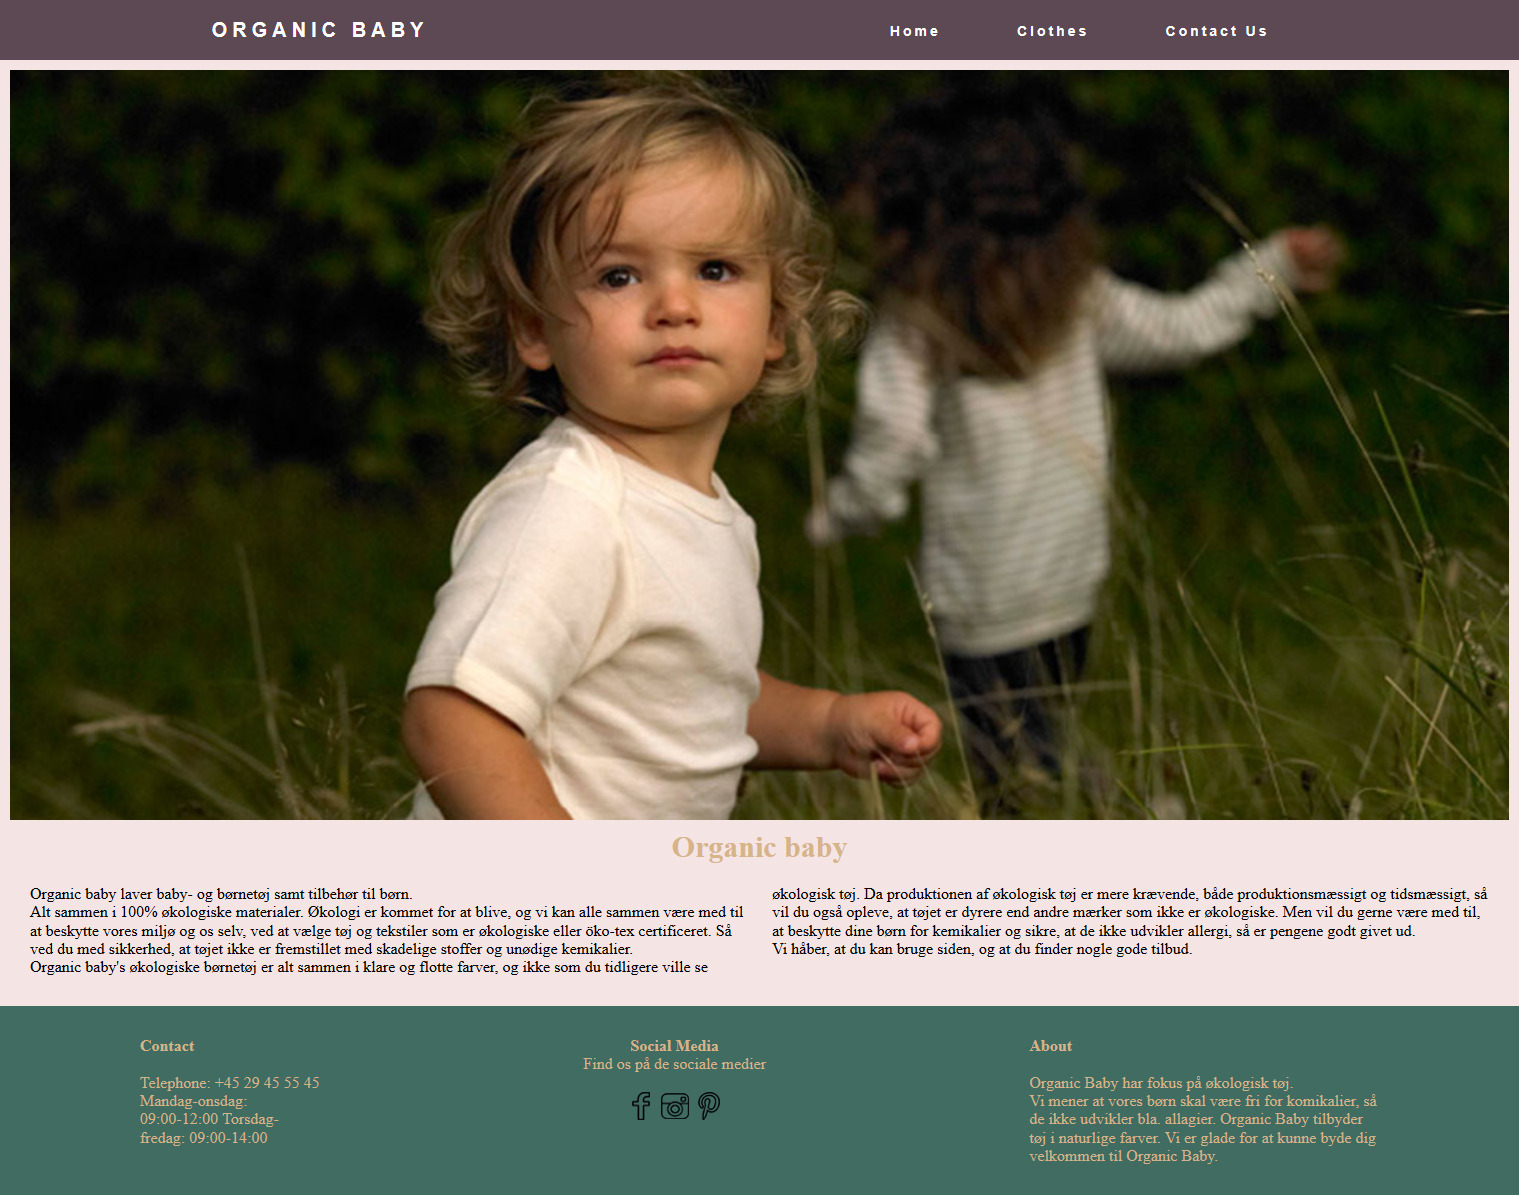 ORGANIC BABY
Home Clothes Contact Us
Organic baby
Organic baby laver baby- og børnetøj samt tilbehør til børn.
Alt sammen i 100% økologiske materialer. Økologi er kommet for at blive, og vi kan alle sammen være med til
at beskytte vores miljø og os selv, ved at vælge tøj og tekstiler som er økologiske eller öko-tex certificeret. Så
ved du med sikkerhed, at tøjet ikke er fremstillet med skadelige stoffer og unødige kemikalier.
Organic baby's økologiske børnetøj er alt sammen i klare og flotte farver, og ikke som du tidligere ville se
økologisk tøj. Da produktionen af økologisk tøj er mere krævende, både produktionsmæssigt og tidsmæssigt, så
vil du også opleve, at tøjet er dyrere end andre mærker som ikke er økologiske. Men vil du gerne være med til,
at beskytte dine børn for kemikalier og sikre, at de ikke udvikler allergi, så er pengene godt givet ud.
Vi håber, at du kan bruge siden, og at du finder nogle gode tilbud.
Contact
Telephone: +45 29 45 55 45
Mandag-onsdag:
09:00-12:00 Torsdag-
fredag: 09:00-14:00
Social Media
Find os på de sociale medier
About
Organic Baby har fokus på økologisk tøj.
Vi mener at vores børn skal være fri for komikalier, så
de ikke udvikler bla. allagier. Organic Baby tilbyder
tøj i naturlige farver. Vi er glade for at kunne byde dig
velkommen til Organic Baby.